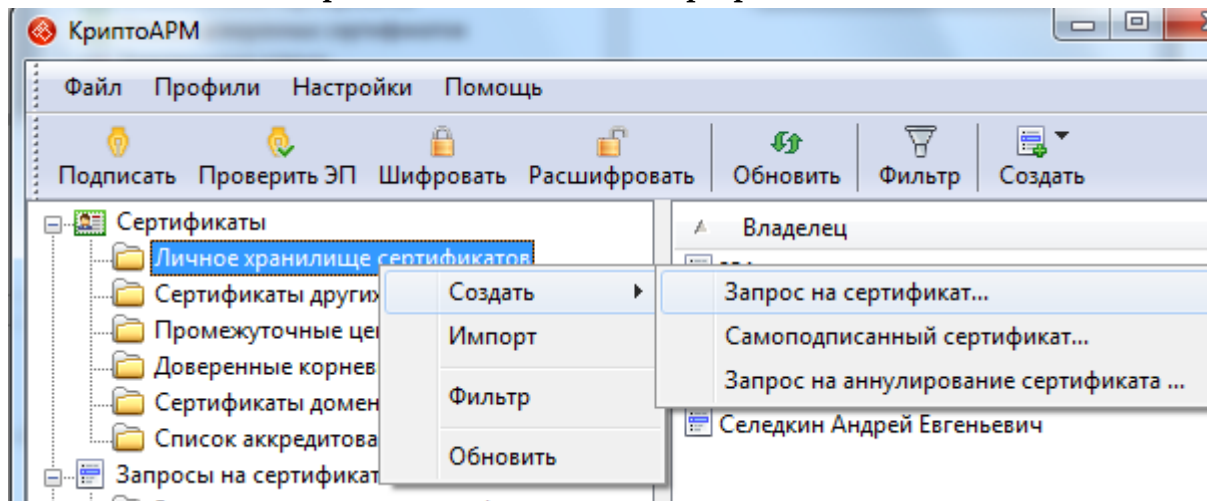 КриптоАРМ
Файл Профили Настройки Помощь
Подписать Проверить ЭП Шифровать Расшифровать Обновить Фильтр Создать
Сертификаты
Владелец
Личное хранилище сертификатов
Сертификаты других
Промежуточные це
Доверенные корнев
Сертификаты домен
Список аккредитова
Запросы на сертификат
Создать
Импорт
Фильтр
Обновить
Запрос на сертификат...
Самоподписанный сертификат...
Запрос на аннулирование сертификата ...
Селедкин Андрей Евгеньевич